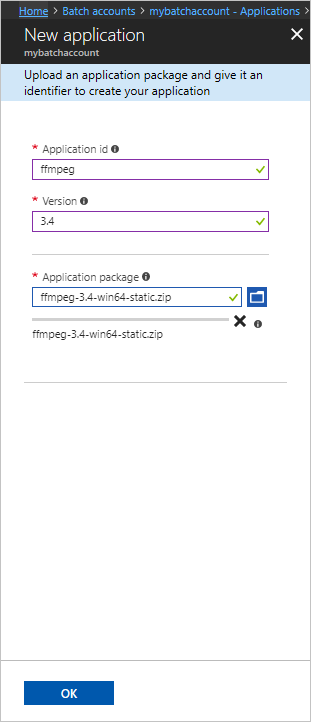 Home > Batch accounts > mybatchaccount - Applications >
New application
mybatchaccount
Upload an application package and give it an
identifier to create your application
* Application id
ffmpeg
* Version
3.4
* Application package
ffmpeg-3.4-win64-static.zip
ffmpeg-3.4-win64-static.zip
OK